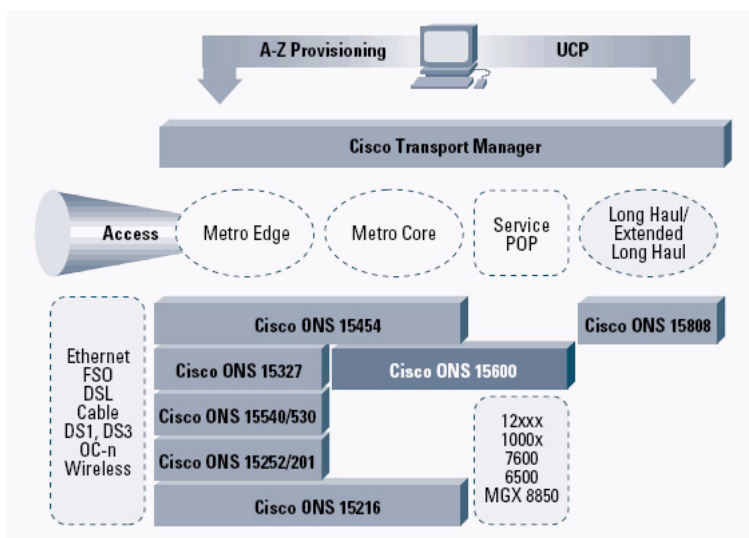 A-Z Provisioning
UCP
Cisco Transport Manager
Access
Metro Edge
Metro Core
Service
POP
Long Haul/
Extended
Long Haul
Ethernet
FSO
DSL
Cable
DS1, DS3
OC-n
Wireless
Cisco ONS 15454
Cisco ONS 15808
Cisco ONS 15327
Cisco ONS 15600
Cisco ONS 15540/530
Cisco ONS 15252/201
Cisco ONS 15216
12xxx
1000x
7600
6500
MGX 8850